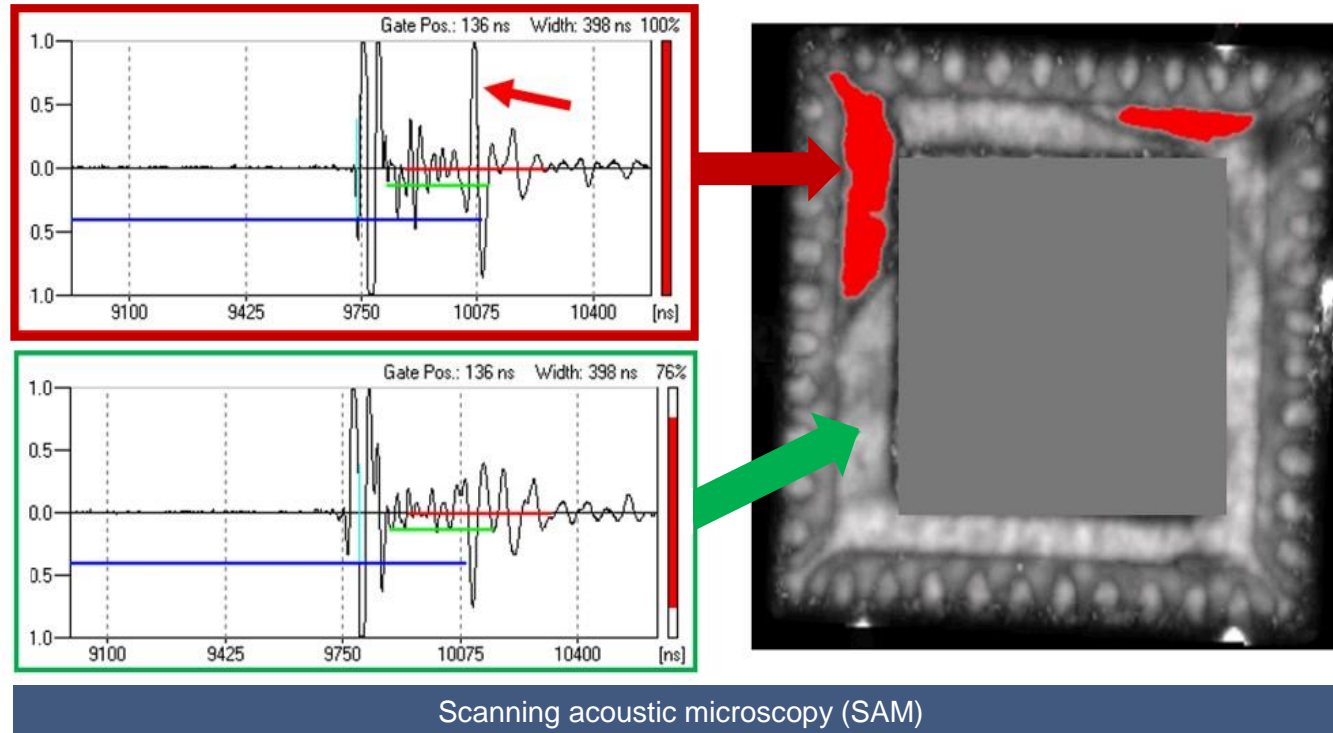 Gate Pos.: 136 ns Width: 398 ns 100%
1.0
0.5
0.0
0.5
1.0
9100 9425 9750 10075 10400 [ns]
Gate Pos.: 136 ns Width: 398 ns 76%
1.0
0.5
0.0
0.5
1.0
9100 9425 9750 10075 10400 [ns]
Scanning acoustic microscopy (SAM)